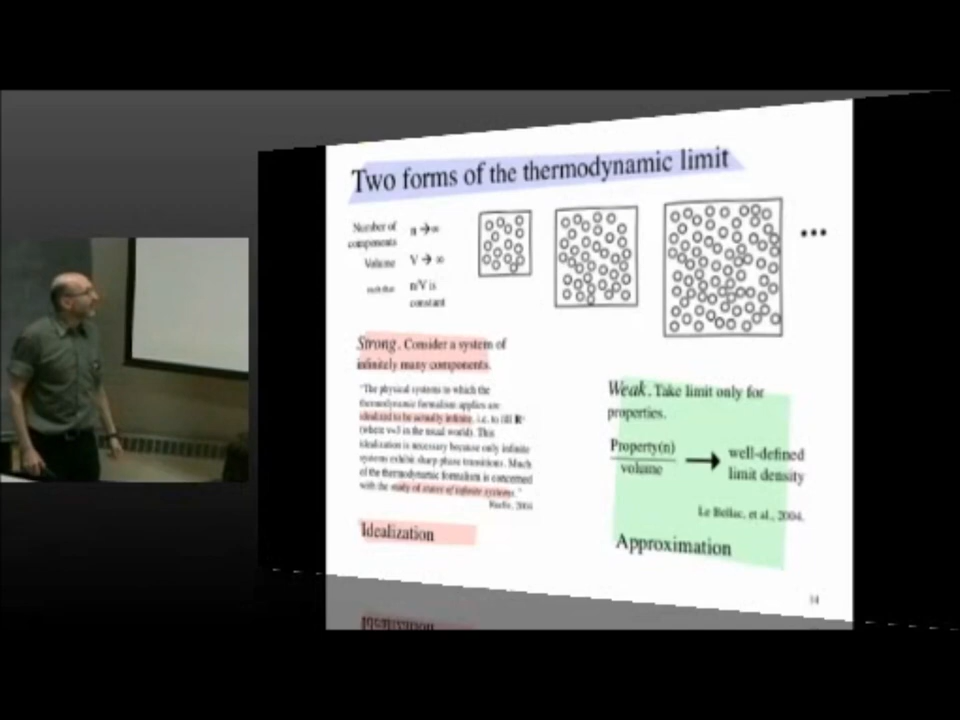 Two forms of the thermodynamic limit
Number of
components
n → ∞
Volume
V → ∞
such that
n/V is
constant
...
Strong. Consider a system of
infinitely many components.
"The physical systems to which the
thermodynamic formalism applies are
idealized to be actually infinite, i.e. to fill R
(where ν=3 in the usual world). This
idealization is necessary because only infinite
systems exhibit sharp phase transitions. Much
of the thermodynamic formalism is concerned
with the study of states of infinite systems."
Ruelle, 2004
Idealization
Weak. Take limit only for
properties.
Property(n)
volume
→
well-defined
limit density
Le Bellac, et al., 2004.
Approximation
14